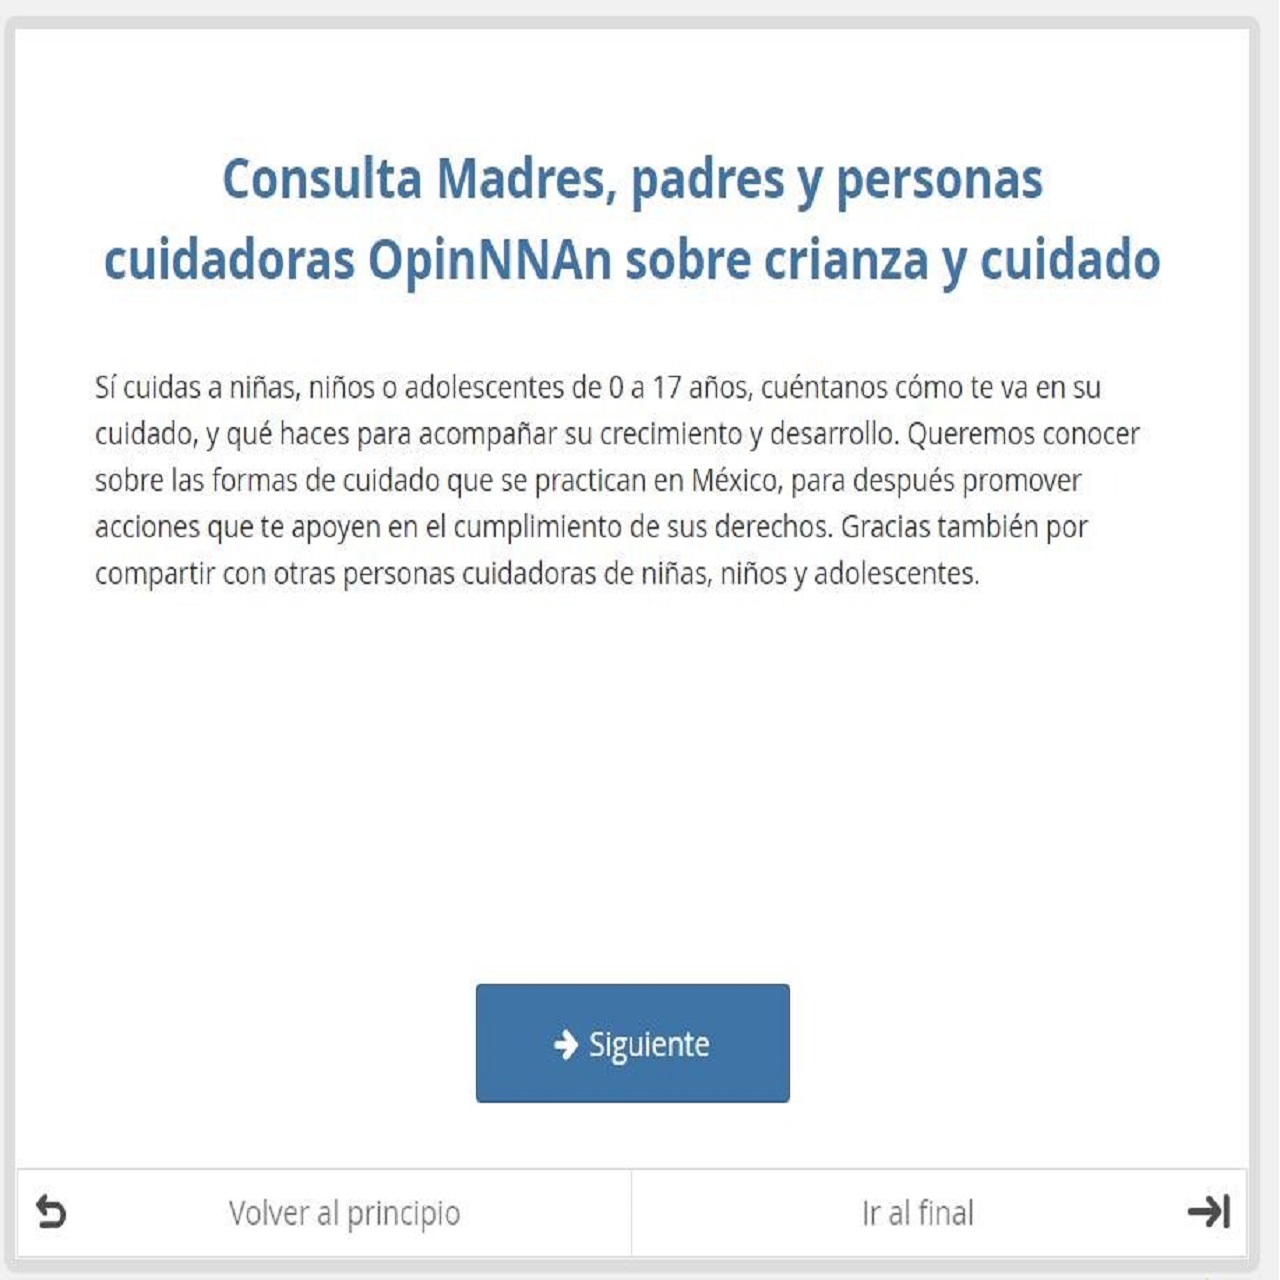 Consulta Madres, padres y personas
cuidadoras OpinNNAn sobre crianza y cuidado
Sí cuidas a niñas, niños o adolescentes de 0 a 17 años, cuéntanos cómo te va en su
cuidado, y qué haces para acompañar su crecimiento y desarrollo. Queremos conocer
sobre las formas de cuidado que se practican en México, para después promover
acciones que te apoyen en el cumplimiento de sus derechos. Gracias también por
compartir con otras personas cuidadoras de niñas, niños y adolescentes.
Siguiente
Volver al principio
Ir al final